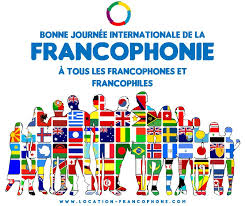 BONNE JOURNÉE INTERNATIONALE DE LA
FRANCOPHONIE
À TOUS LES FRANCOPHONES ET
FRANCOPHILES
WWW.LOCATION-FRANCOPHONE.COM